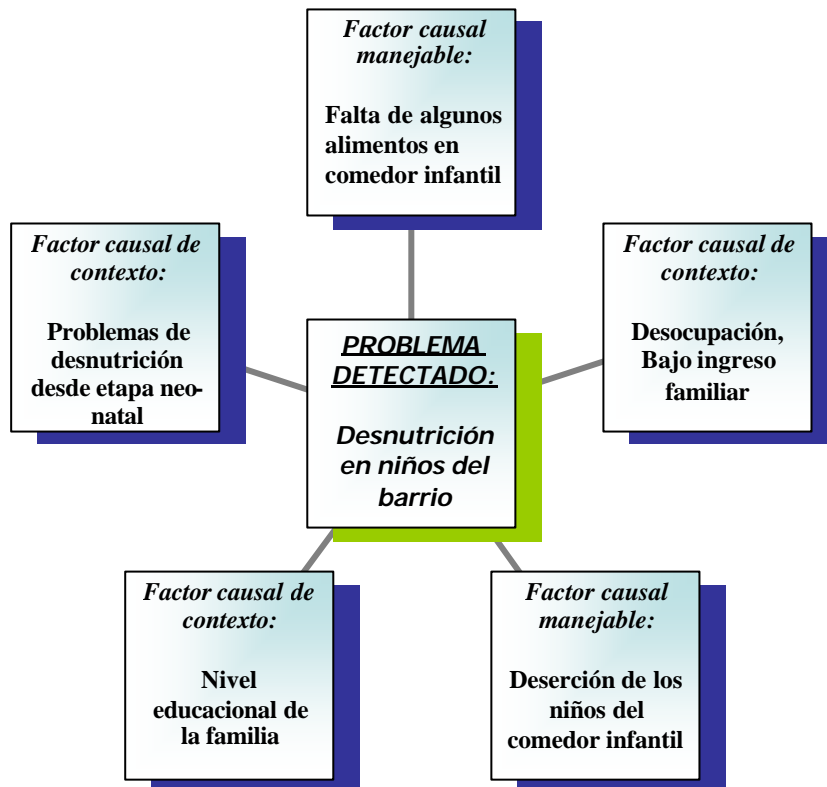 Factor causal
manejable:
Falta de algunos
alimentos en
comedor infantil
Factor causal de
contexto:
Problemas de
desnutrición
desde etapa neo-
natal
PROBLEMA
DETECTADO:
Desnutrición
en niños del
barrio
Factor causal de
contexto:
Desocupación,
Bajo ingreso
familiar
Factor causal de
contexto:
Nivel
educacional de
la familia
Factor causal
manejable:
Deserción de los
niños del
comedor infantil